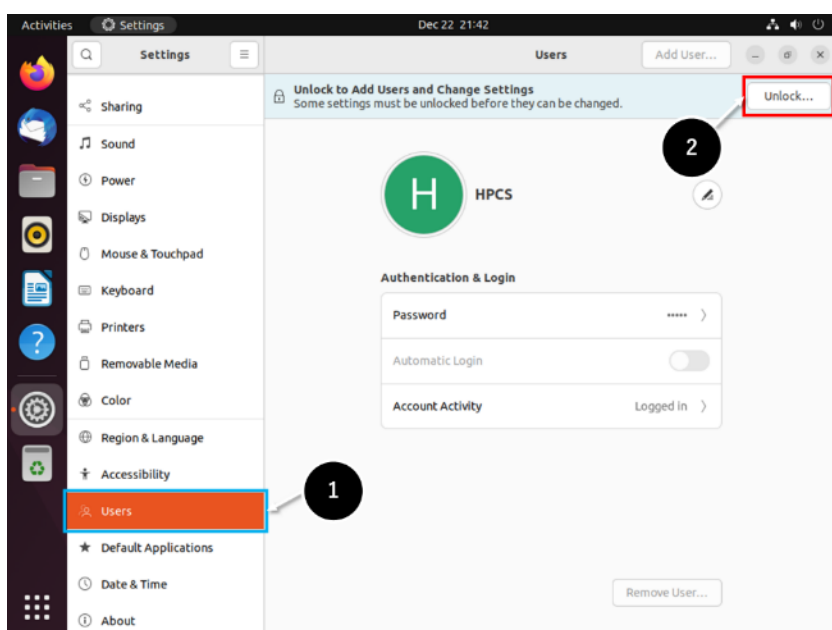 Activities Settings Dec 22 21:42
Settings Users Add User...
Unlock to Add Users and Change Settings
Some settings must be unlocked before they can be changed.
Unlock...
2
Sharing
Sound
Power
Displays
Mouse & Touchpad
Keyboard
Printers
Removable Media
Color
Region & Language
Accessibility
Users
Default Applications
Date & Time
About
1
H HPCS
Authentication & Login
Password •••••
Automatic Login
Account Activity Logged in
Remove User...